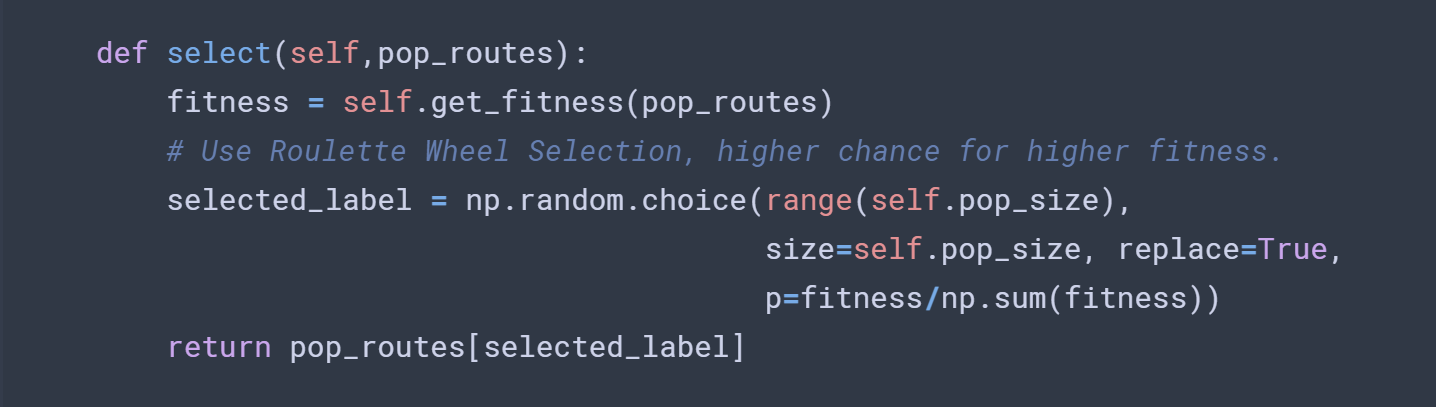 def select(self,pop_routes):
    fitness = self.get_fitness(pop_routes)
    # Use Roulette Wheel Selection, higher chance for higher fitness.
    selected_label = np.random.choice(range(self.pop_size),
                                      size=self.pop_size, replace=True,
                                      p=fitness/np.sum(fitness))
    return pop_routes[selected_label]